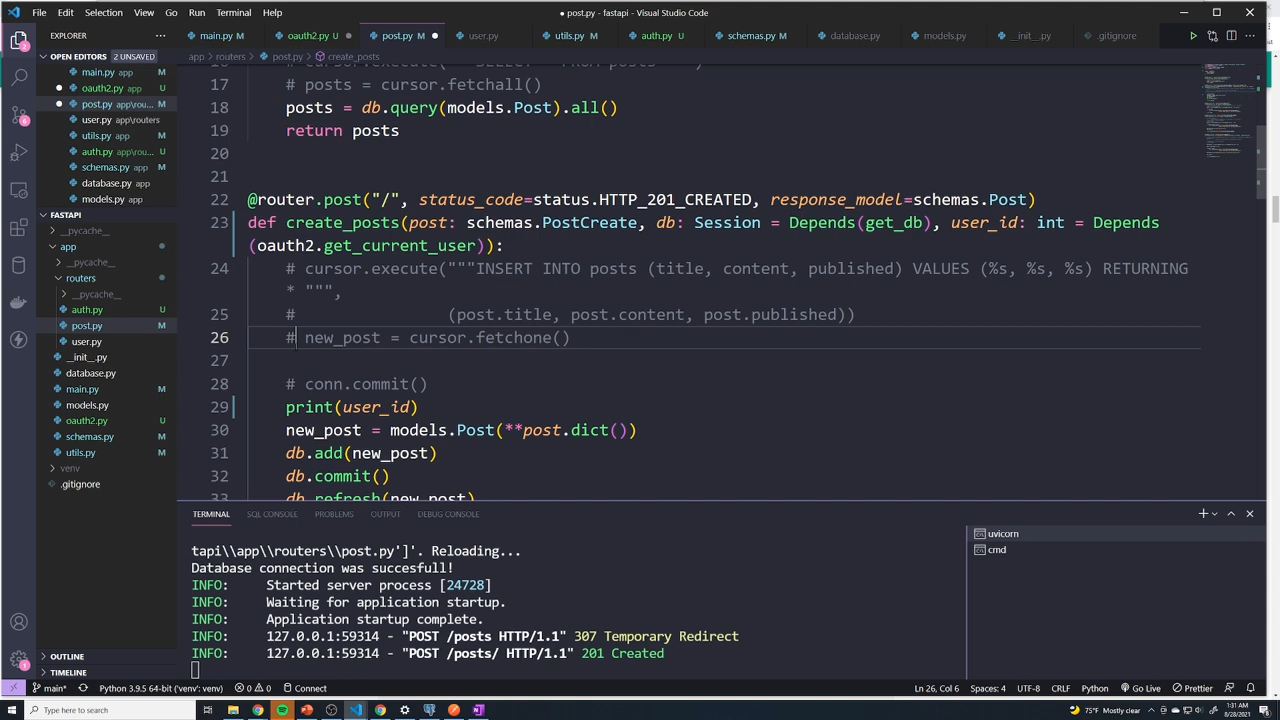 File Edit Selection View Go Run Terminal Help
● post.py - fastapi - Visual Studio Code
EXPLORER
main.py M
oauth2.py U
post.py M
user.py
utils.py M
auth.py U
schemas.py M
database.py
models.py
__init__.py
.gitignore
OPEN EDITORS 2 UNSAVED
main.py app M
oauth2.py app U
post.py app\rou... M
user.py app\routers
utils.py app M
auth.py app\rou... U
schemas.py app M
database.py app
models.py app
FASTAPI
__pycache__
app
__pycache__
routers
__pycache__
auth.py U
post.py M
user.py
__init__.py
database.py
main.py M
models.py
oauth2.py U
schemas.py M
utils.py M
venv
.gitignore
OUTLINE
TIMELINE
app > routers > post.py > create_posts
17 # posts = cursor.fetchall()
18 posts = db.query(models.Post).all()
19 return posts
20
21
22 @router.post("/", status_code=status.HTTP_201_CREATED, response_model=schemas.Post)
23 def create_posts(post: schemas.PostCreate, db: Session = Depends(get_db), user_id: int = Depends
(oauth2.get_current_user)):
24 # cursor.execute("""INSERT INTO posts (title, content, published) VALUES (%s, %s, %s) RETURNING
* """,
25 # (post.title, post.content, post.published))
26 # new_post = cursor.fetchone()
27
28 # conn.commit()
29 print(user_id)
30 new_post = models.Post(**post.dict())
31 db.add(new_post)
32 db.commit()
33 db.refresh(new_post)
TERMINAL SQL CONSOLE PROBLEMS OUTPUT DEBUG CONSOLE
tapi\\app\\routers\\post.py']'. Reloading...
Database connection was succesfull!
INFO: Started server process [24728]
INFO: Waiting for application startup.
INFO: Application startup complete.
INFO: 127.0.0.1:59314 - "POST /posts HTTP/1.1" 307 Temporary Redirect
INFO: 127.0.0.1:59314 - "POST /posts/ HTTP/1.1" 201 Created
uvicorn
cmd
main* Python 3.9.5 64-bit ('venv': venv) 0 0 Connect
Ln 26, Col 6 Spaces: 4 UTF-8 CRLF Python Go Live Prettier
Type here to search
75°F Mostly clear
1:31 AM
8/28/2021